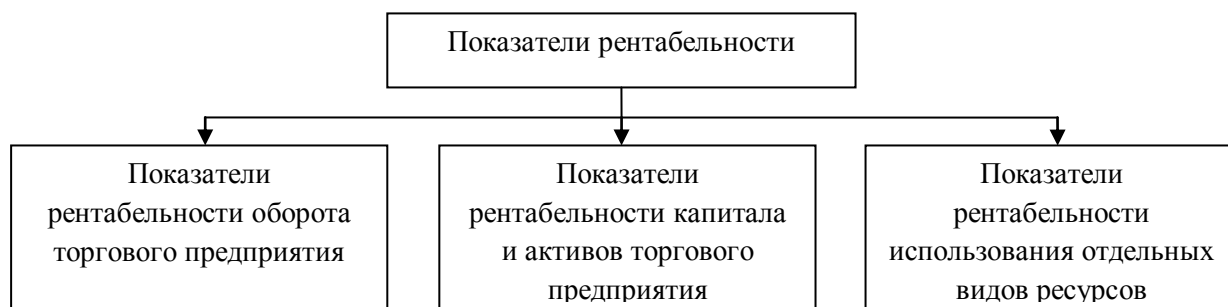 Показатели рентабельности
Показатели
рентабельности оборота
торгового предприятия
Показатели
рентабельности капитала
и активов торгового
предприятия
Показатели
рентабельности
использования отдельных
видов ресурсов